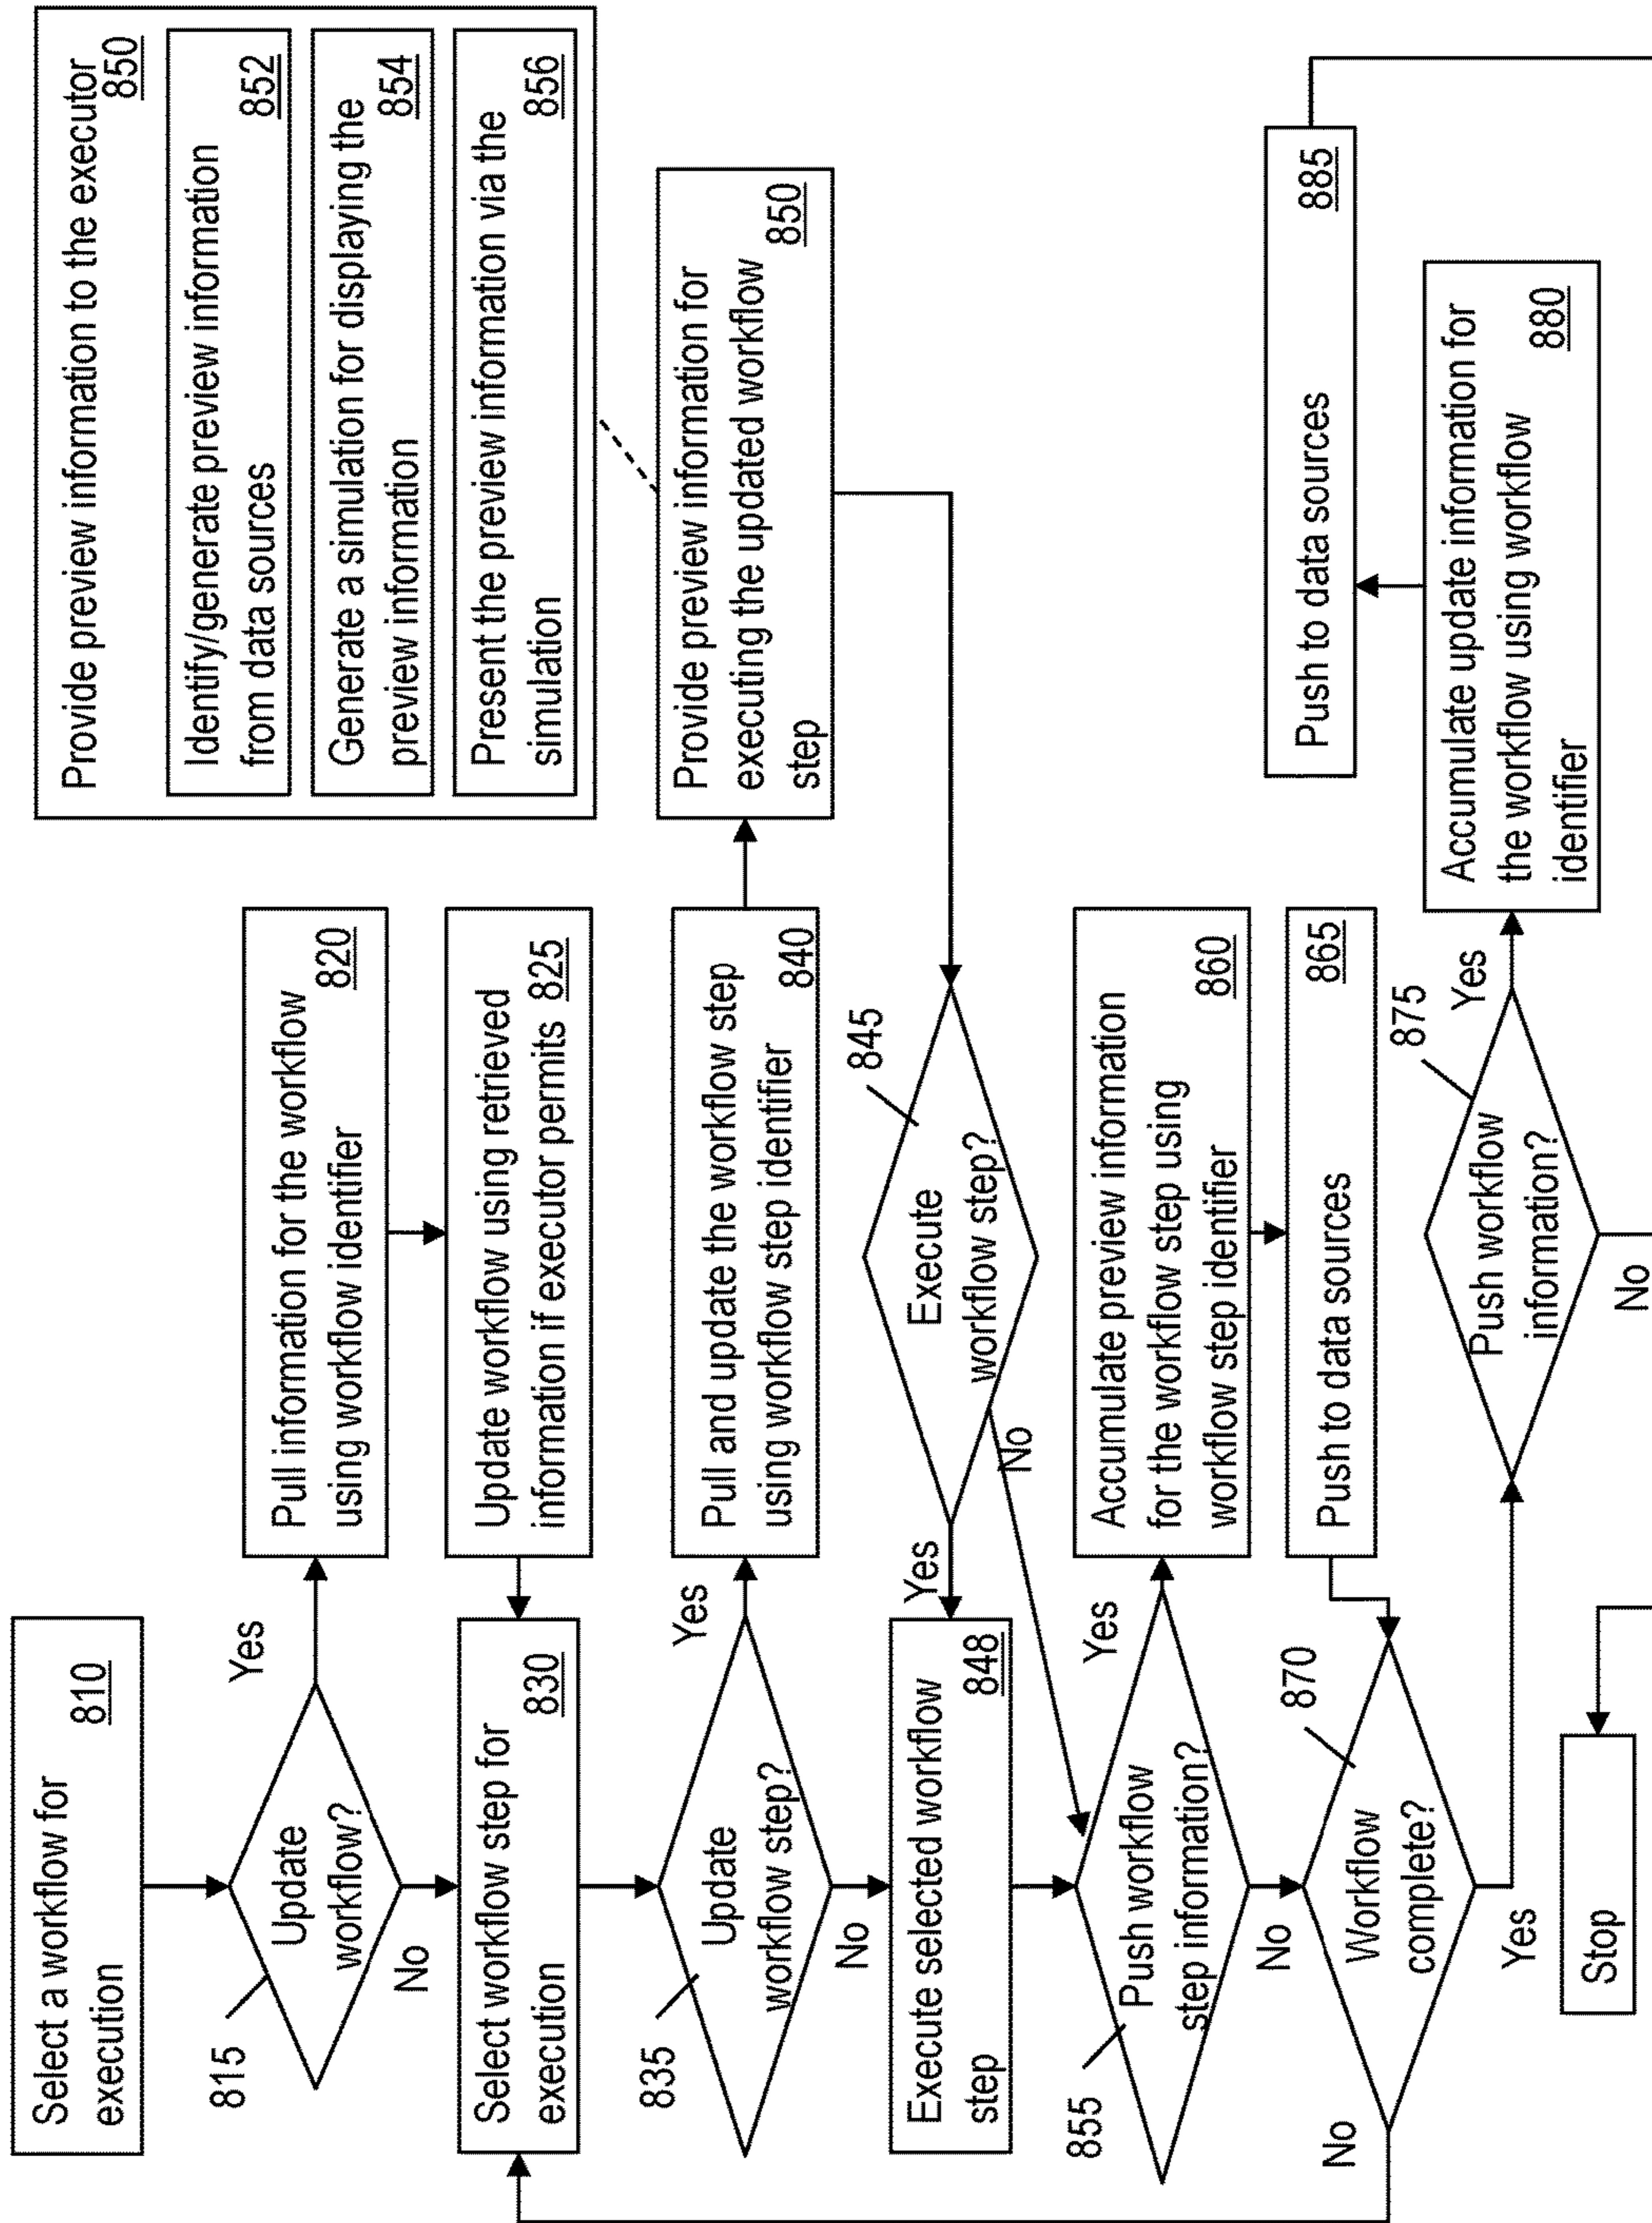 Select a workflow for
execution
810
815
Update
workflow?
Yes
No
Pull information for the workflow
using workflow identifier
820
Update workflow using retrieved
information if executor permits 825
Select workflow step for
execution
830
835
Update
workflow step?
Yes
No
Pull and update the workflow step
using workflow step identifier
840
Provide preview information for
executing the updated workflow
step
850
Provide preview information to the executor
850
Identify/generate preview information
from data sources
852
Generate a simulation for displaying the
preview information
854
Present the preview information via the
simulation
856
845
Execute
workflow step?
Yes
No
Execute selected workflow
step
848
855
Push workflow
step information?
Yes
No
Accumulate preview information
for the workflow step using
workflow step identifier
860
Push to data sources
865
870
Workflow
complete?
No
Yes
875
Push workflow
information?
Yes
No
Accumulate update information for
the workflow using workflow
identifier
880
Push to data sources
885
Stop